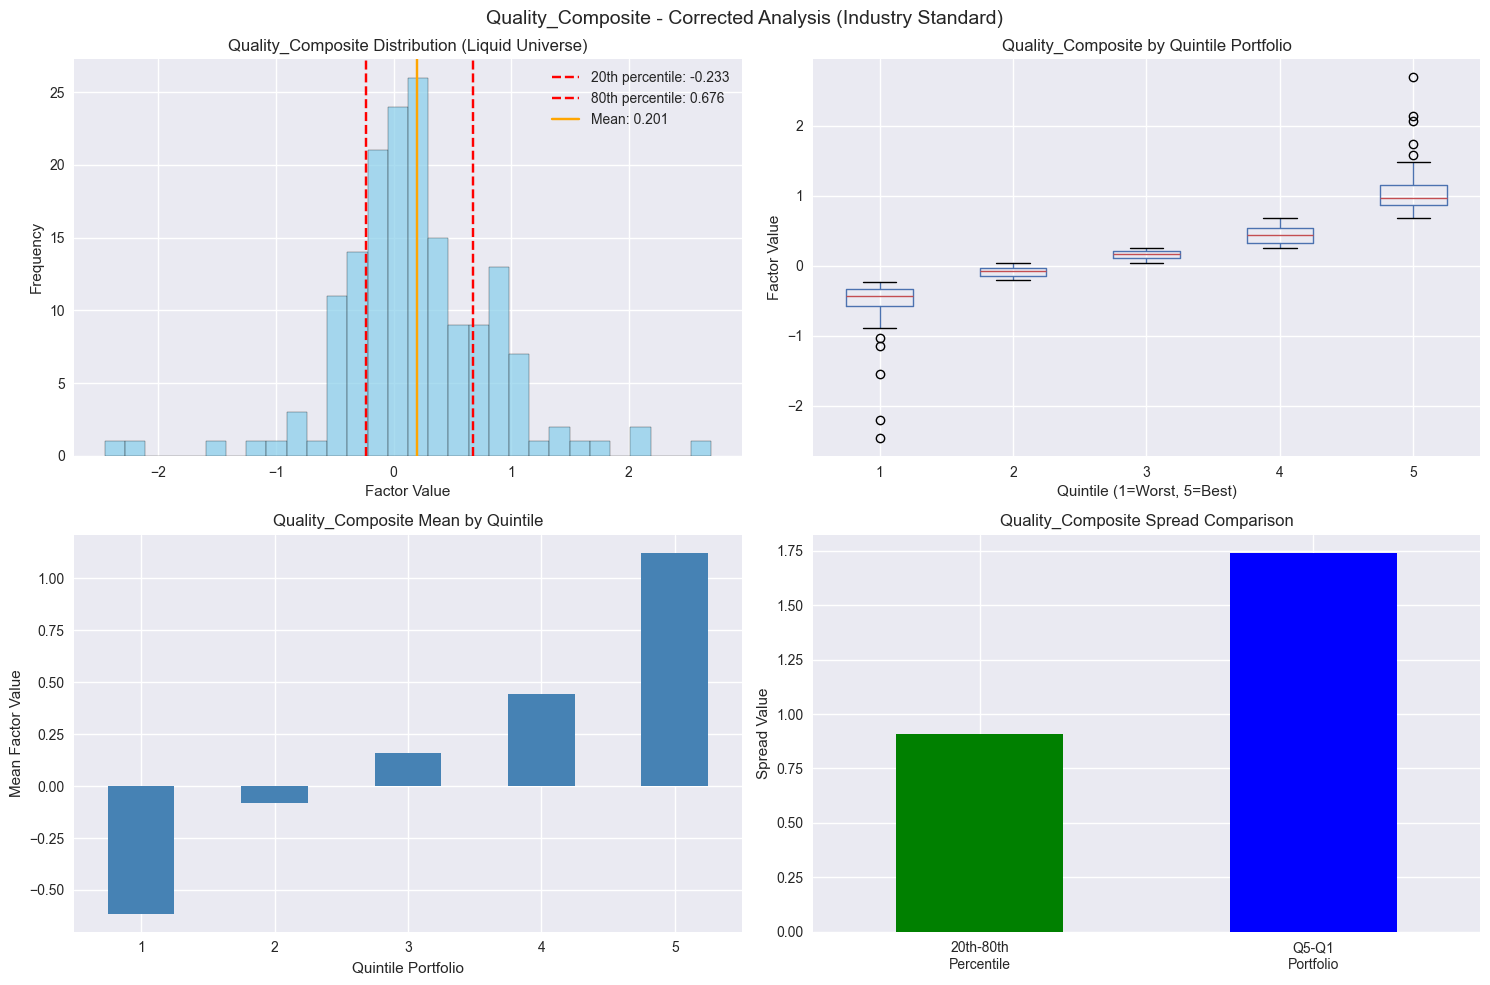 Quality_Composite - Corrected Analysis (Industry Standard)
Quality_Composite Distribution (Liquid Universe)
20th percentile: -0.233
80th percentile: 0.676
Mean: 0.201
Frequency
25
20
15
10
5
0
−2
−1
0
1
2
Factor Value
Quality_Composite by Quintile Portfolio
Factor Value
2
1
0
−1
−2
1
2
3
4
5
Quintile (1=Worst, 5=Best)
Quality_Composite Mean by Quintile
Mean Factor Value
1.00
0.75
0.50
0.25
0.00
−0.25
−0.50
1
2
3
4
5
Quintile Portfolio
Quality_Composite Spread Comparison
Spread Value
1.75
1.50
1.25
1.00
0.75
0.50
0.25
0.00
20th-80th
Percentile
Q5-Q1
Portfolio